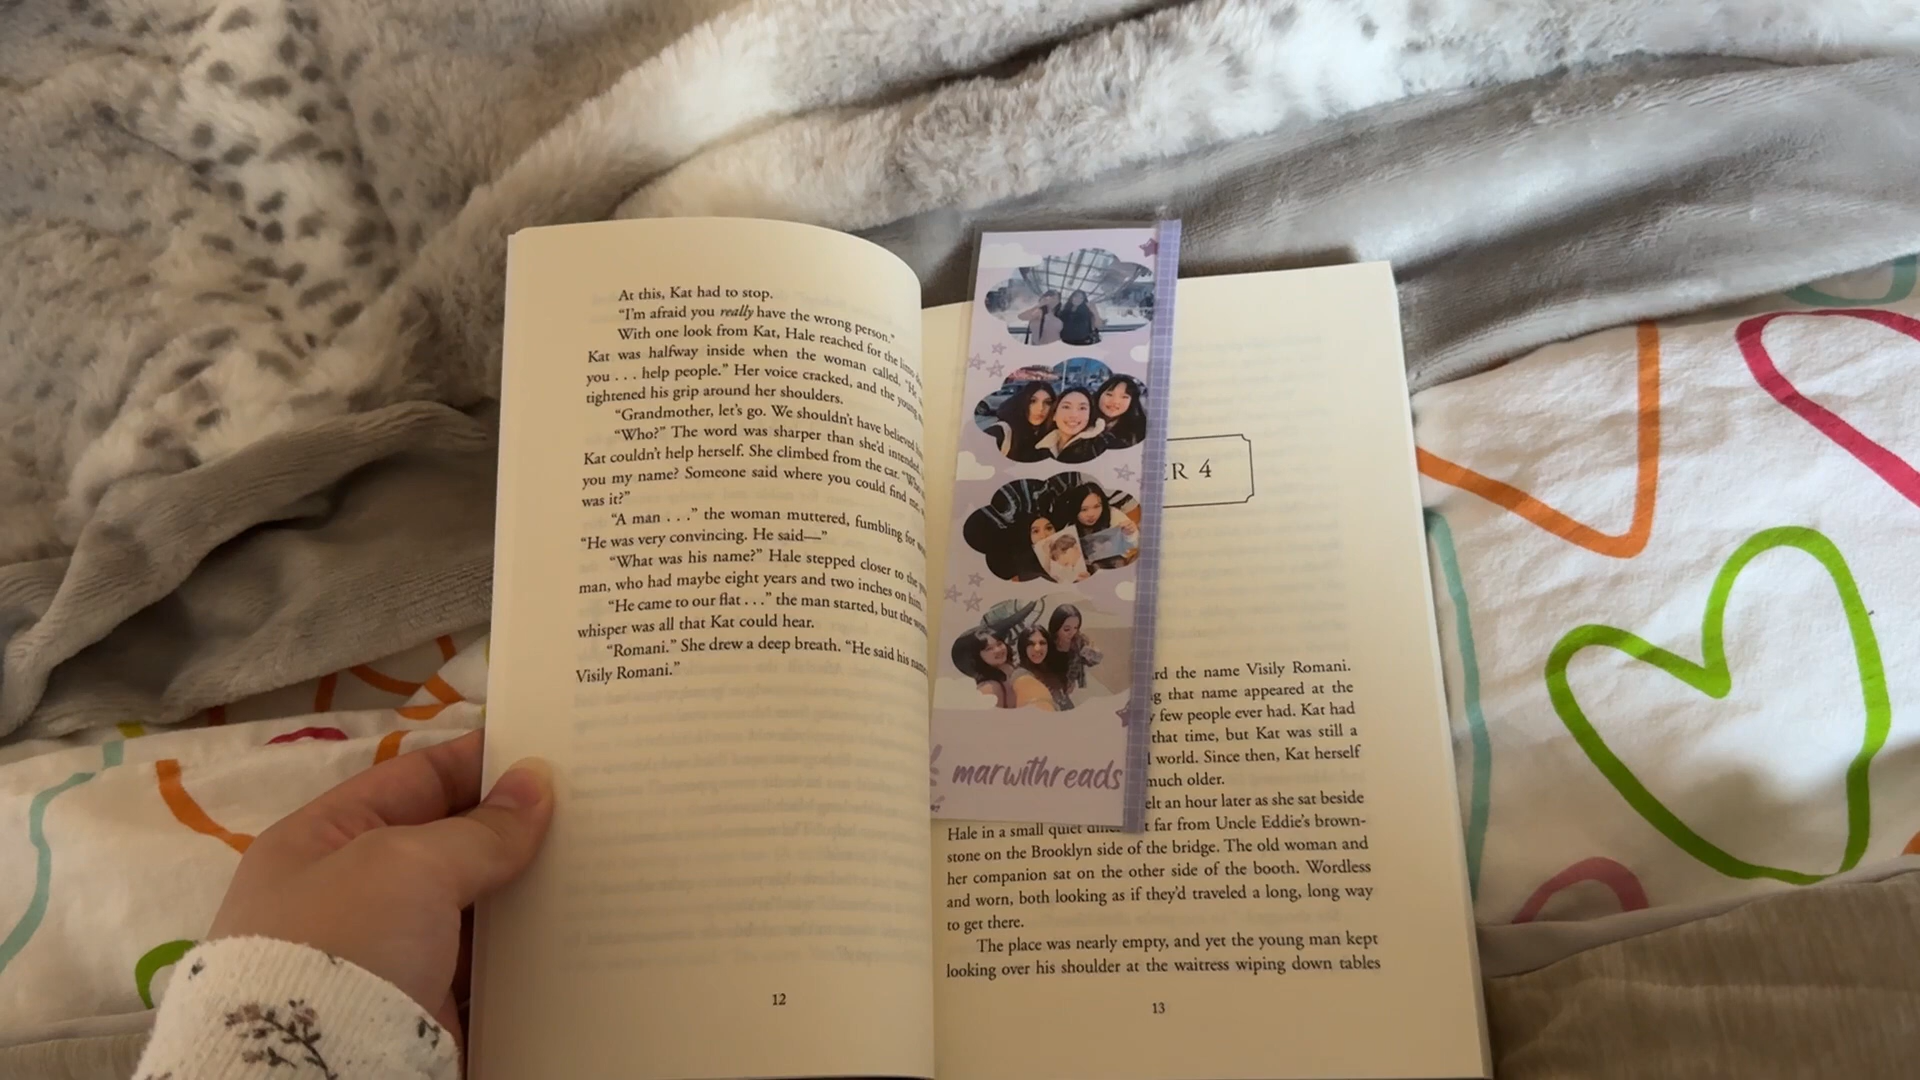 At this, Kat had to stop.
“I’m afraid you really have the wrong person.”
With one look from Kat, Hale reached for the limo
Kat was halfway inside when the woman called,
you . . . help people.” Her voice cracked, and the young
tightened his grip around her shoulders.
“Grandmother, let’s go. We shouldn’t have believed
“Who?” The word was sharper than she’d intended,
Kat couldn’t help herself. She climbed from the car.
you my name? Someone said where you could find me,
was it?”
“A man . . .” the woman muttered, fumbling for
“He was very convincing. He said—”
“What was his name?” Hale stepped closer to the
man, who had maybe eight years and two inches on him.
“He came to our flat . . .” the man started, but the
whisper was all that Kat could hear.
“Romani.” She drew a deep breath. “He said his name
Visily Romani.”
12
marwithreads
ER 4
the name Visily Romani.
that name appeared at the
few people ever had. Kat had
that time, but Kat was still a
world. Since then, Kat herself
much older.
an hour later as she sat beside
Hale in a small quiet far from Uncle Eddie’s brown-
stone on the Brooklyn side of the bridge. The old woman and
her companion sat on the other side of the booth. Wordless
and worn, both looking as if they’d traveled a long, long way
to get there.
The place was nearly empty, and yet the young man kept
looking over his shoulder at the waitress wiping down tables
13